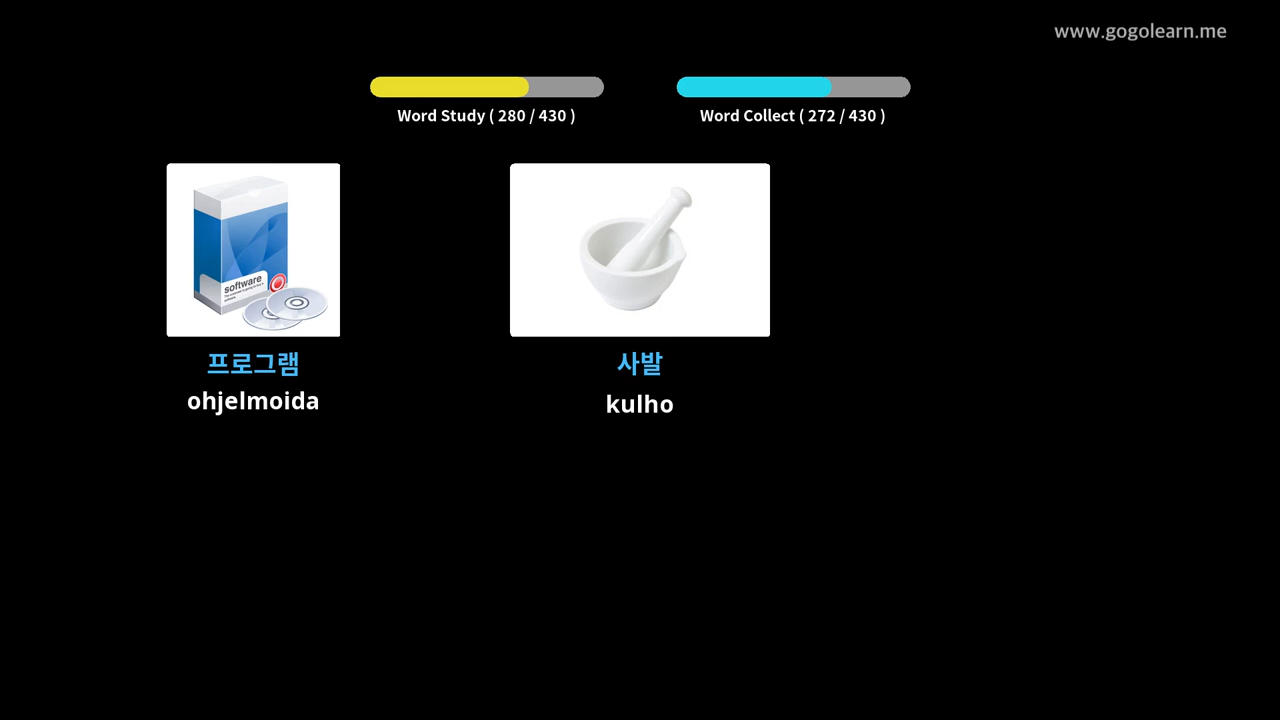 www.gogolearn.me
Word Study ( 280 / 430 )
Word Collect ( 272 / 430 )
software
프로그램
ohjelmoida
사발
kulho